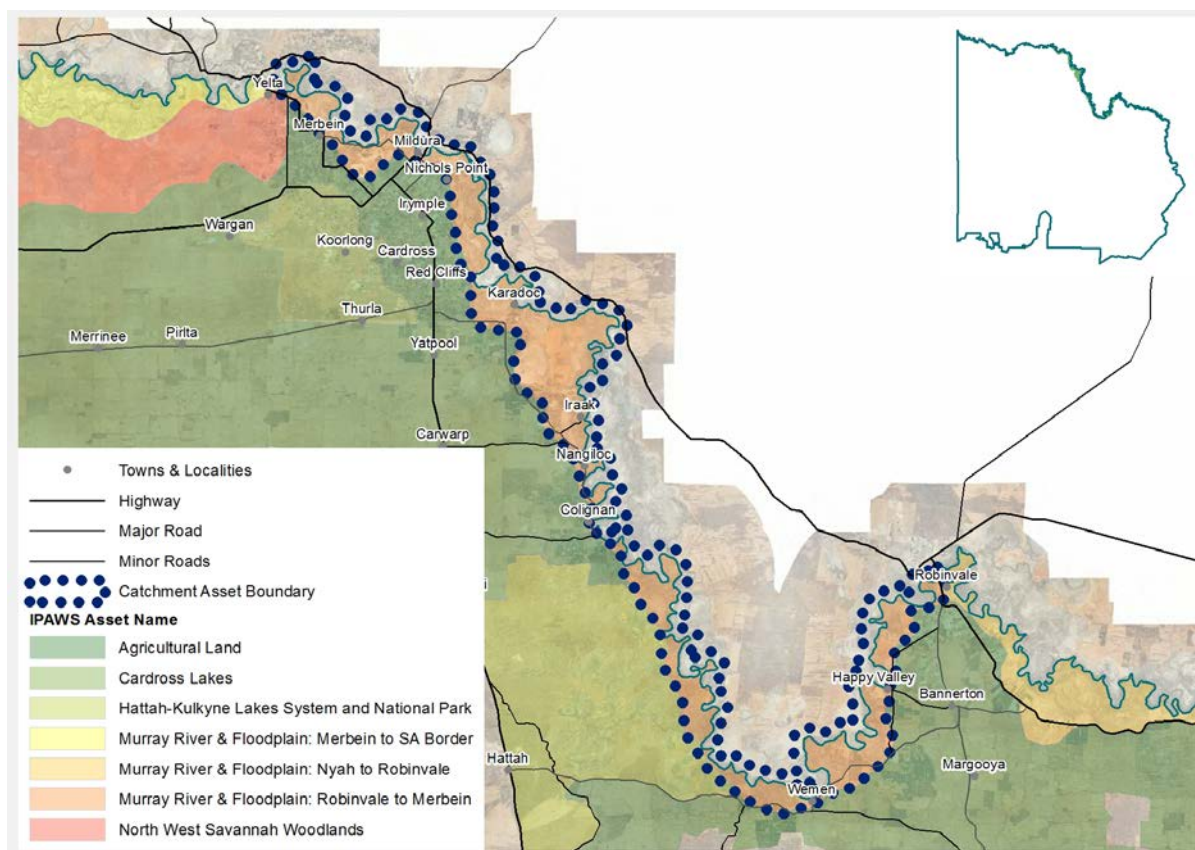 Yelta
Merbein
Mildura
Nichols Point
Irymple
Wargan
Koorlong
Cardross
Red Cliffs
Karadoc
Thurla
Merrinee
Pirlta
Yatpool
Iraak
Carwarp
Nangiloc
Colignan
Robinvale
Happy Valley
Bannerton
Hattah
Margooya
Wemen
Towns & Localities
Highway
Major Road
Minor Roads
Catchment Asset Boundary
IPAWS Asset Name
Agricultural Land
Cardross Lakes
Hattah-Kulkyne Lakes System and National Park
Murray River & Floodplain: Merbein to SA Border
Murray River & Floodplain: Nyah to Robinvale
Murray River & Floodplain: Robinvale to Merbein
North West Savannah Woodlands